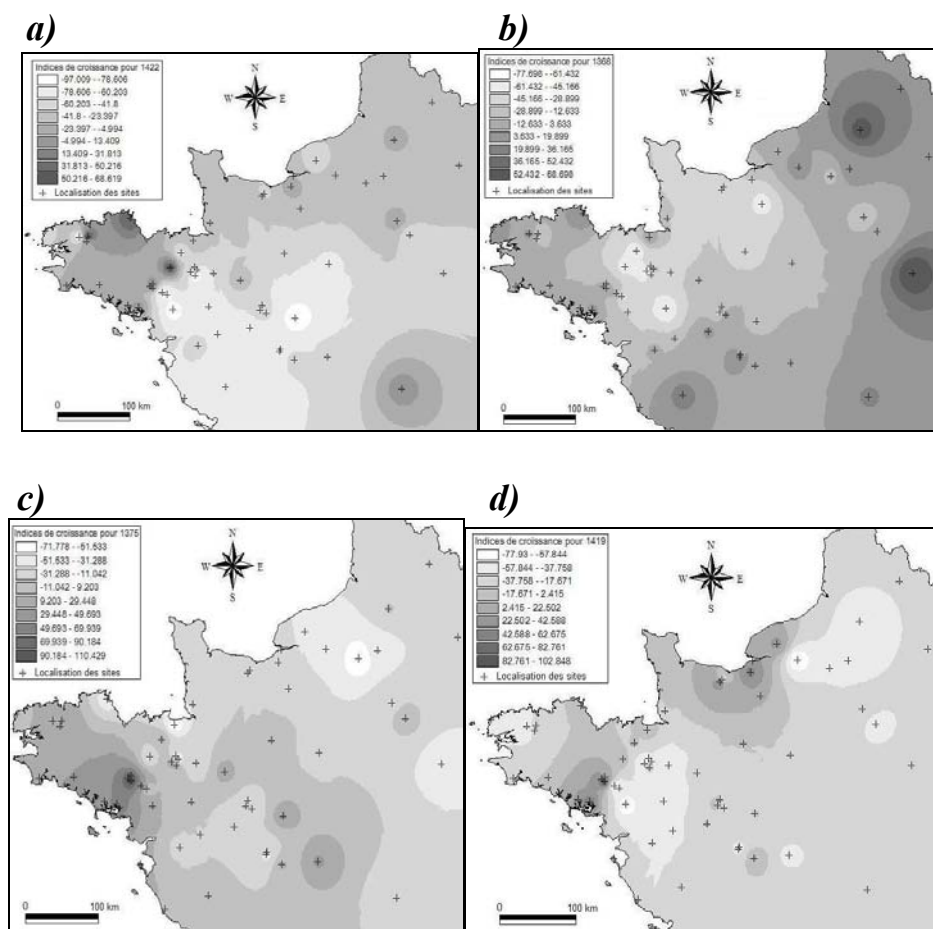 a)
Indices de croissance pour 1422
-97.009 - -78.606
-78.606 - -60.203
-60.203 - -41.8
-41.8 - -23.397
-23.397 - -4.994
-4.994 - 13.409
13.409 - 31.813
31.813 - 50.216
50.216 - 68.619
Localisation des sites
N
W E
S
0 100 km
b)
Indices de croissance pour 1368
-77.698 - -61.432
-61.432 - -45.166
-45.166 - -28.899
-28.899 - -12.633
-12.633 - 3.633
3.633 - 19.899
19.899 - 36.165
36.165 - 52.432
52.432 - 68.698
Localisation des sites
N
W E
S
0 100 km
c)
Indices de croissance pour 1375
-71.778 - -51.533
-51.533 - -31.288
-31.288 - -11.042
-11.042 - 9.203
9.203 - 29.448
29.448 - 49.693
49.693 - 69.939
69.939 - 90.184
90.184 - 110.429
Localisation des sites
N
W E
S
0 100 km
d)
Indices de croissance pour 1419
-77.93 - -57.844
-57.844 - -37.758
-37.758 - -17.671
-17.671 - 2.415
2.415 - 22.502
22.502 - 42.588
42.588 - 62.675
62.675 - 82.761
82.761 - 102.848
Localisation des sites
N
W E
S
0 100 km